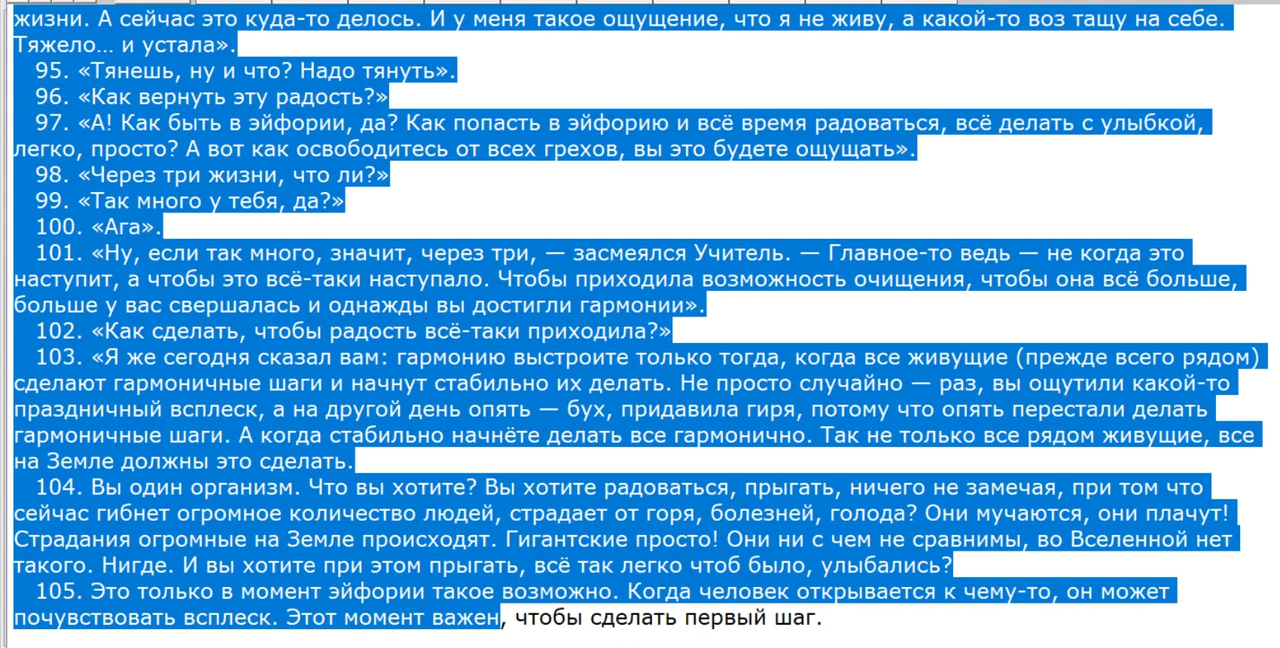 жизни. А сейчас это куда-то делось. И у меня такое ощущение, что я не живу, а какой-то воз тащу на себе.
Тяжело... и устала».
95. «Тянешь, ну и что? Надо тянуть».
96. «Как вернуть эту радость?»
97. «А! Как быть в эйфории, да? Как попасть в эйфорию и всё время радоваться, всё делать с улыбкой,
легко, просто? А вот как освободитесь от всех грехов, вы это будете ощущать».
98. «Через три жизни, что ли?»
99. «Так много у тебя, да?»
100. «Ага».
101. «Ну, если так много, значит, через три, — засмеялся Учитель. — Главное-то ведь — не когда это
наступит, а чтобы это всё-таки наступало. Чтобы приходила возможность очищения, чтобы она всё больше,
больше у вас свершалась и однажды вы достигли гармонии».
102. «Как сделать, чтобы радость всё-таки приходила?»
103. «Я же сегодня сказал вам: гармонию выстроите только тогда, когда все живущие (прежде всего рядом)
сделают гармоничные шаги и начнут стабильно их делать. Не просто случайно — раз, вы ощутили какой-то
праздничный всплеск, а на другой день опять — бух, придавила гиря, потому что опять перестали делать
гармоничные шаги. А когда стабильно начнёте делать все гармонично. Так не только все рядом живущие, все
на Земле должны это сделать.
104. Вы один организм. Что вы хотите? Вы хотите радоваться, прыгать, ничего не замечая, при том что
сейчас гибнет огромное количество людей, страдает от горя, болезней, голода? Они мучаются, они плачут!
Страдания огромные на Земле происходят. Гигантские просто! Они ни с чем не сравнимы, во Вселенной нет
такого. Нигде. И вы хотите при этом прыгать, всё так легко чтоб было, улыбались?
105. Это только в момент эйфории такое возможно. Когда человек открывается к чему-то, он может
почувствовать всплеск. Этот момент важен, чтобы сделать первый шаг.